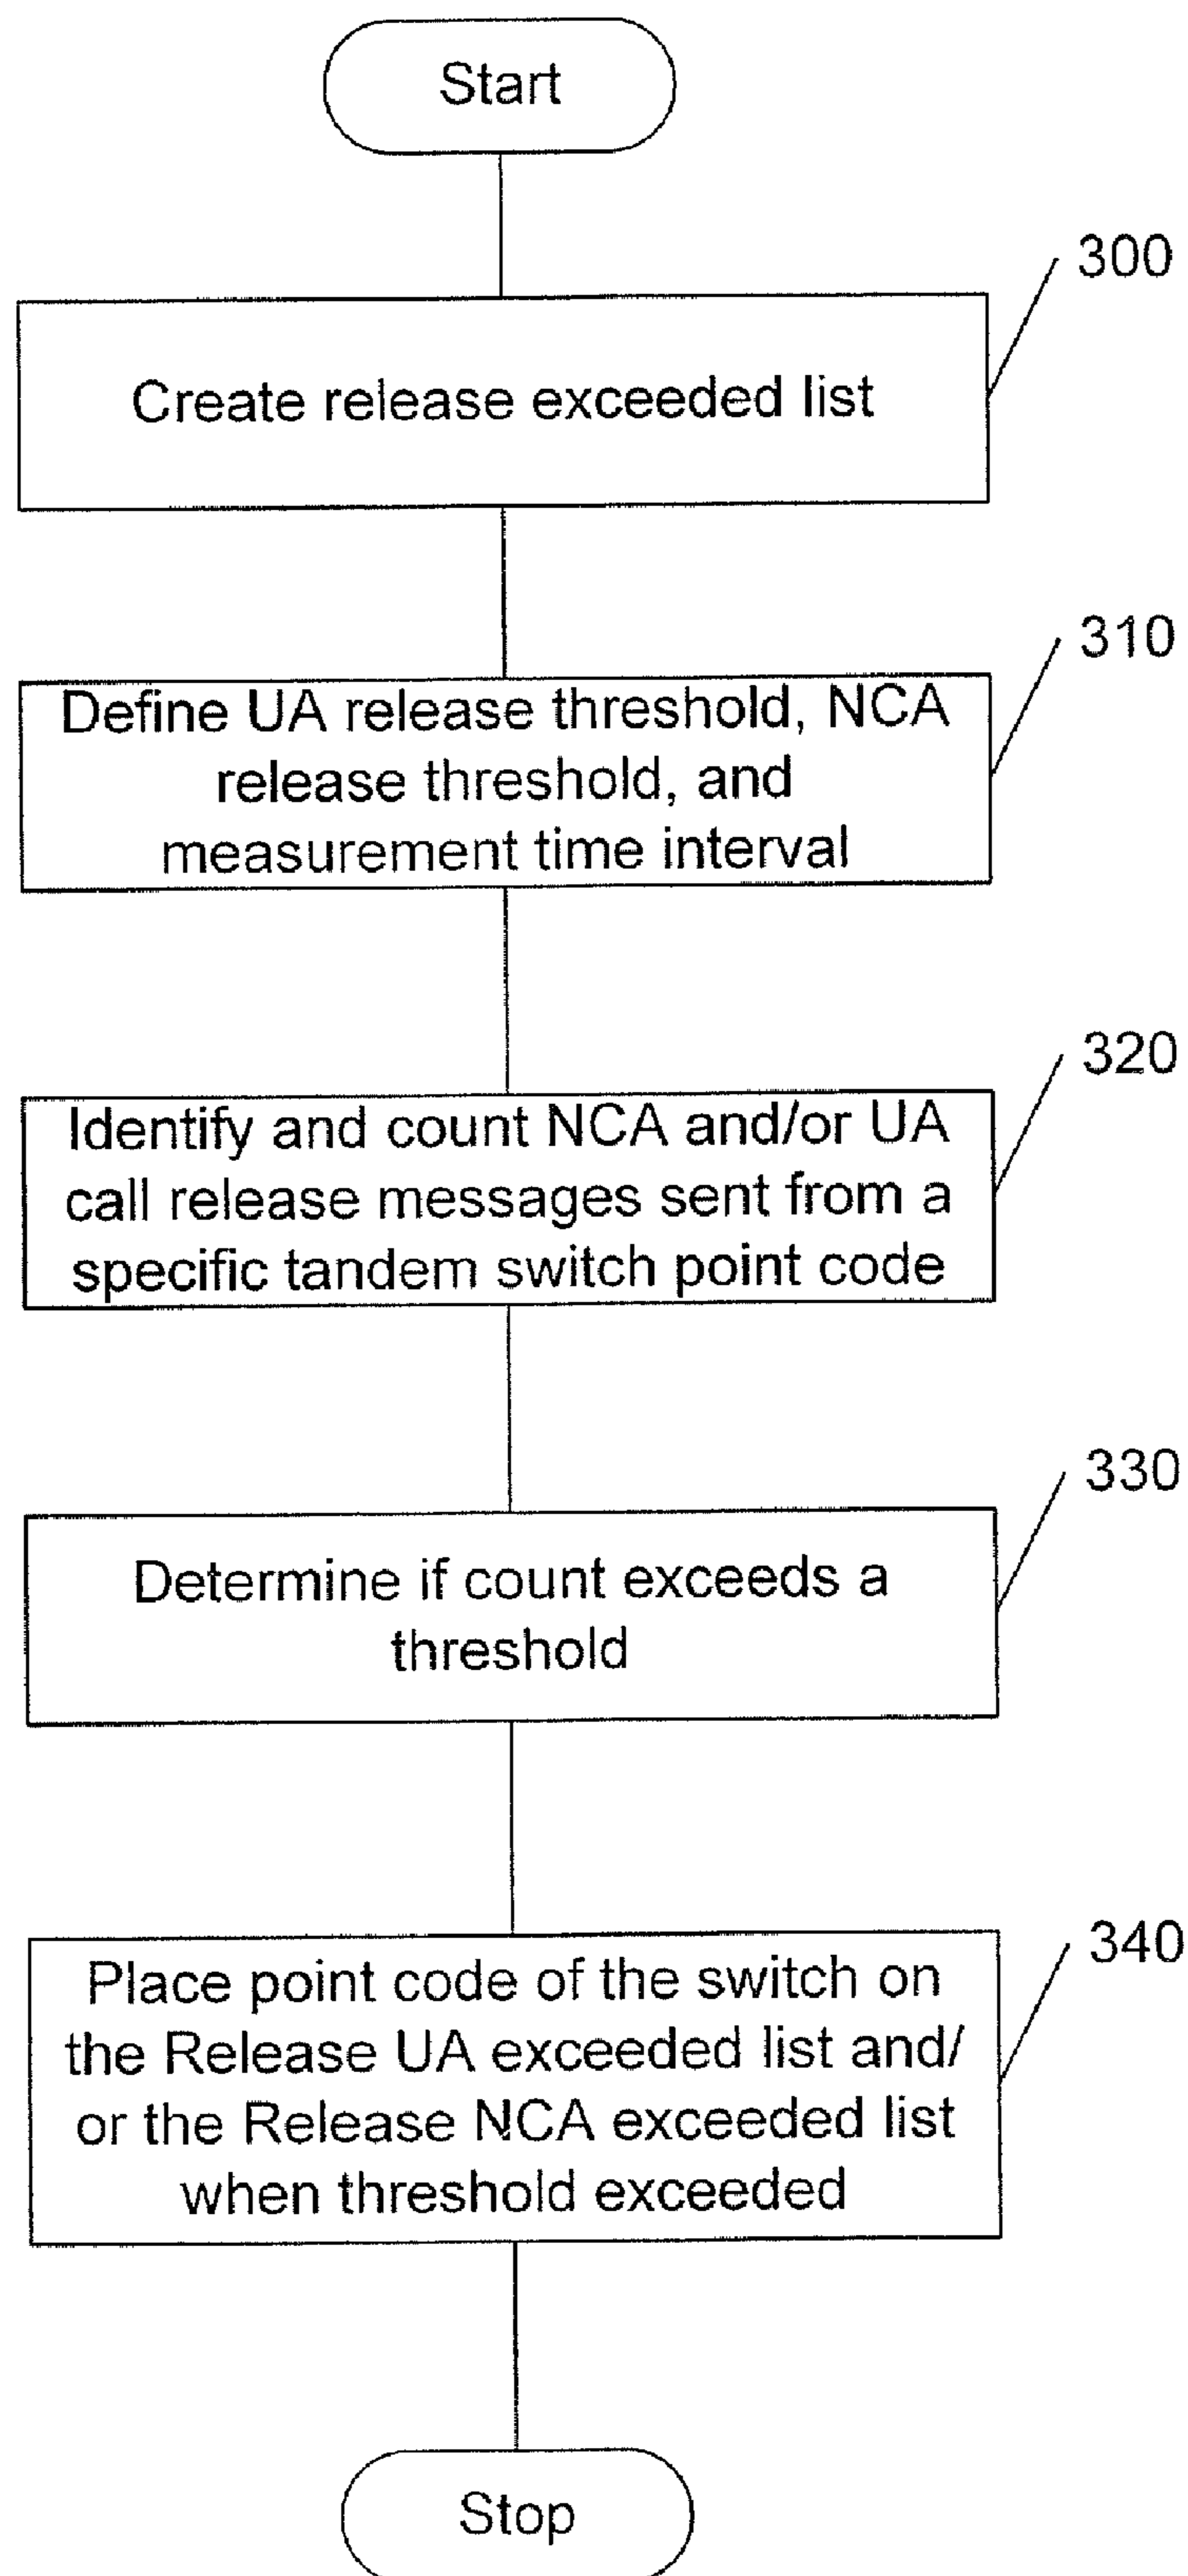 Start
300
Create release exceeded list
310
Define UA release threshold, NCA
release threshold, and
measurement time interval
320
Identify and count NCA and/or UA
call release messages sent from a
specific tandem switch point code
330
Determine if count exceeds a
threshold
340
Place point code of the switch on
the Release UA exceeded list and/
or the Release NCA exceeded list
when threshold exceeded
Stop